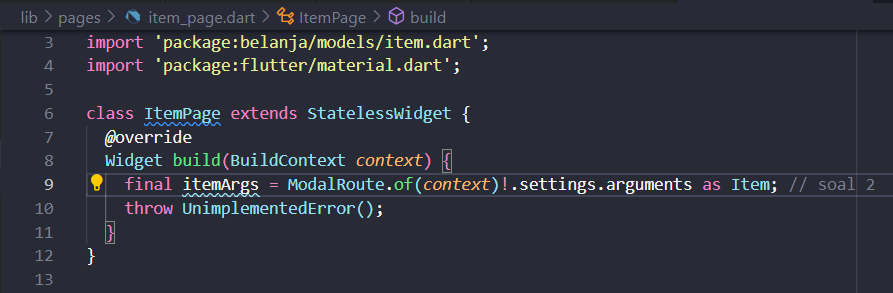 lib > pages > item_page.dart > ItemPage > build
3 import 'package:belanja/models/item.dart';
4 import 'package:flutter/material.dart';
5
6 class ItemPage extends StatelessWidget {
7 @override
8 Widget build(BuildContext context) {
9 final itemArgs = ModalRoute.of(context)!.settings.arguments as Item; // soal 2
10 throw UnimplementedError();
11 }
12 }
13